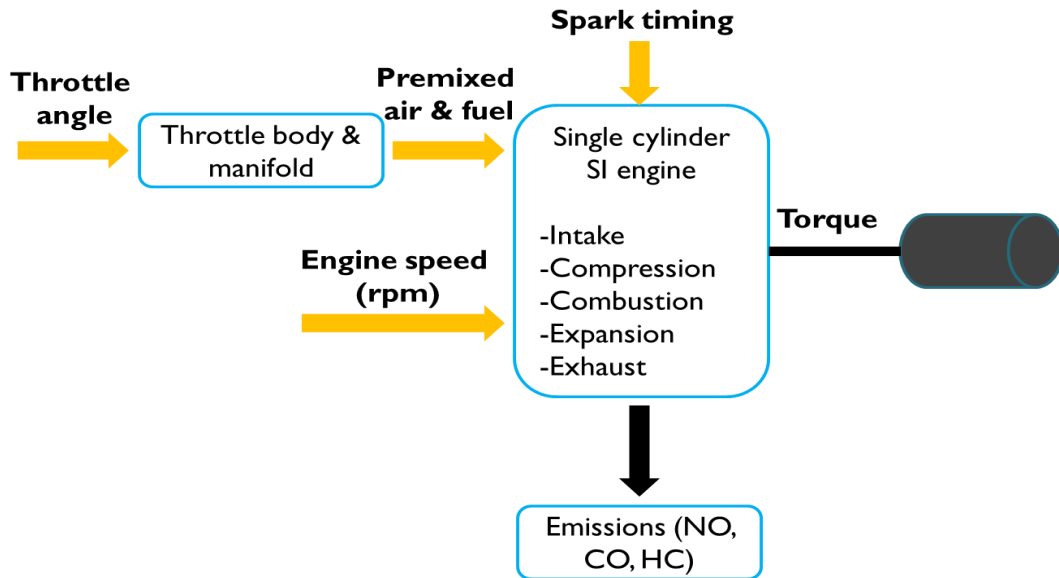 Spark timing
Throttle
angle
Premixed
air & fuel
Throttle body &
manifold
Single cylinder
SI engine
-Intake
-Compression
-Combustion
-Expansion
-Exhaust
Engine speed
(rpm)
Torque
Emissions (NO,
CO, HC)